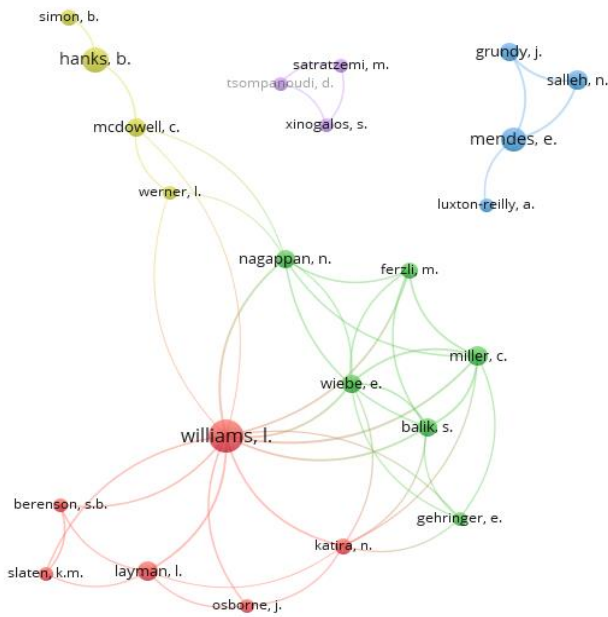 simon, b.
hanks, b.
grundy, j.
satratzemi, m.
tsompanoudi, d.
salleh, n.
mcdowell, c.
xinogalos, s.
mendes, e.
werner, l.
luxton-reilly, a.
nagappan, n.
ferzli, m.
miller, c.
wiebe, e.
balik, s.
williams, l.
berenson, s.b.
gehringer, e.
katira, n.
slaten, k.m.
layman, l.
osborne, j.